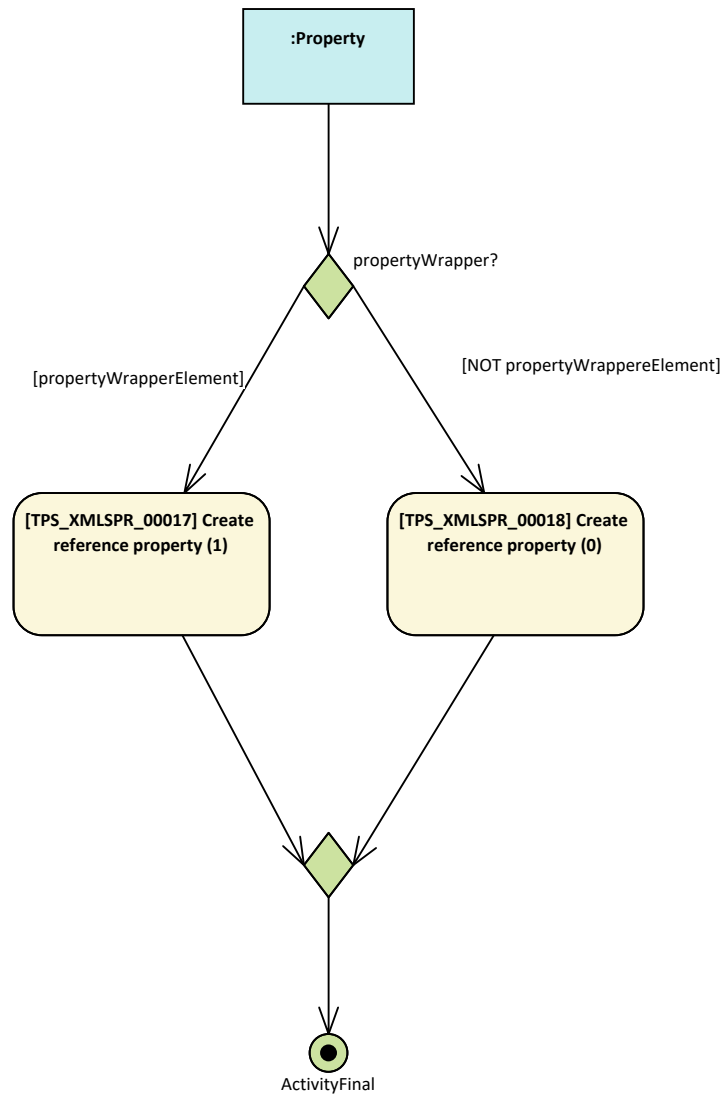 :Property
propertyWrapper?
[NOT propertyWrappereElement]
[propertyWrapperElement]
[TPS_XMLSPR_00017] Create
reference property (1)
[TPS_XMLSPR_00018] Create
reference property (0)
ActivityFinal